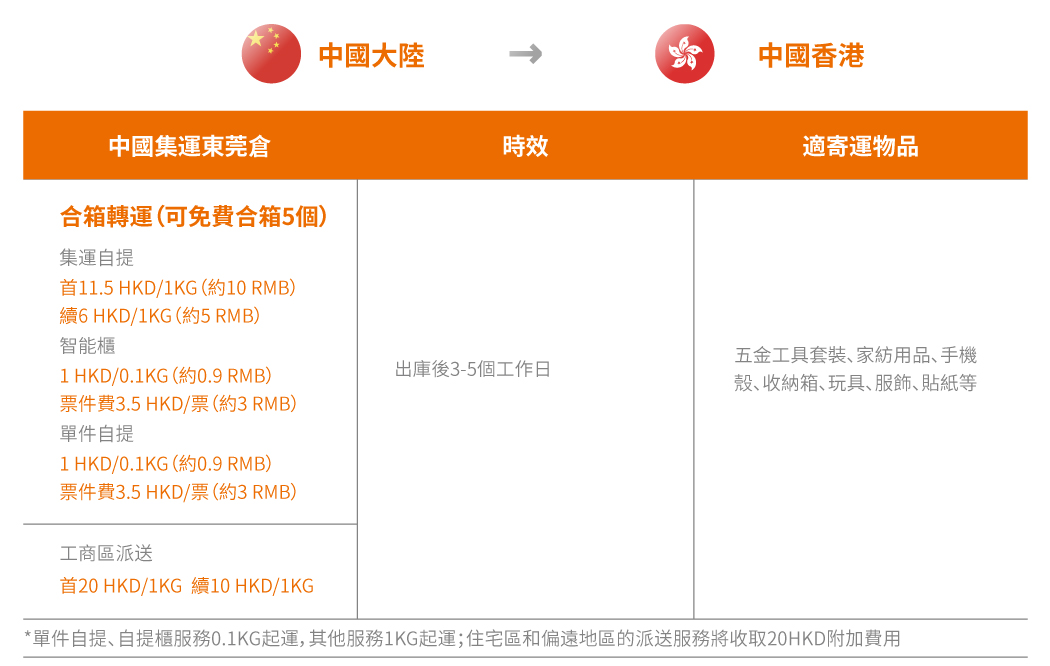 中國大陸 → 中國香港
中國集運東莞倉 時效 適寄運物品
合箱轉運（可免費合箱5個）
集運自提
首11.5 HKD/1KG（約10 RMB）
續6 HKD/1KG（約5 RMB）
智能櫃
1 HKD/0.1KG（約0.9 RMB）
票件費3.5 HKD/票（約3 RMB）
單件自提
1 HKD/0.1KG（約0.9 RMB）
票件費3.5 HKD/票（約3 RMB）
工商區派送
首20 HKD/1KG 續10 HKD/1KG
出庫後3-5個工作日
五金工具套裝、家紡用品、手機
殼、收納箱、玩具、服飾、貼紙等
*單件自提、自提櫃服務0.1KG起運，其他服務1KG起運；住宅區和偏遠地區的派送服務將收取20HKD附加費用